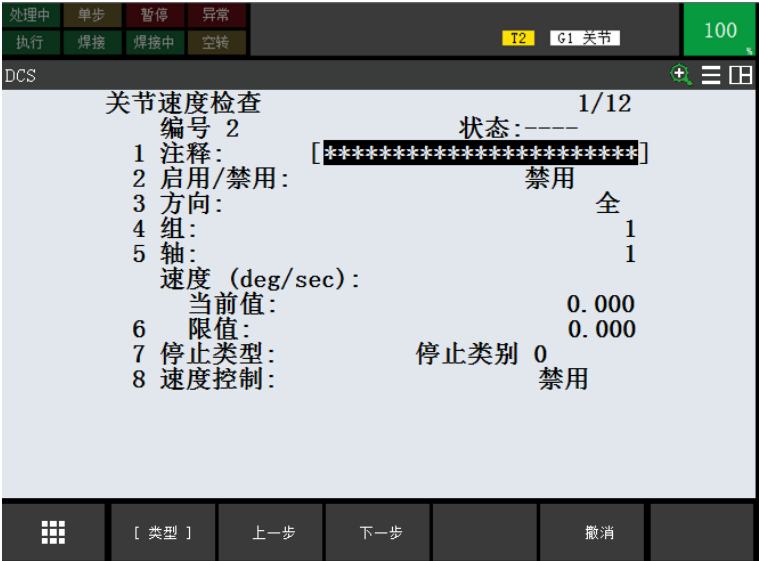 处理中 单步 暂停 异常
执行 焊接 焊接中 空转 T2 G1 关节 100 %
DCS
关节速度检查 1/12
编号 2 状态:----
1 注释: [***********************]
2 启用/禁用: 禁用
3 方向: 全
4 组: 1
5 轴: 1
速度 (deg/sec):
当前值: 0.000
6 限值: 0.000
7 停止类型: 停止类别 0
8 速度控制: 禁用
[ 类型 ] 上一步 下一步 撤消